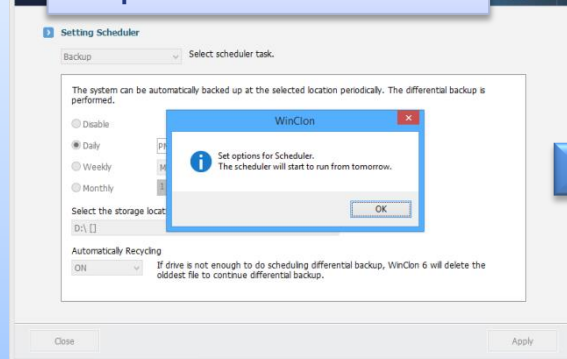 Setting Scheduler
Backup
Select scheduler task.
The system can be automatically backed up at the selected location periodically. The differential backup is
performed.
Disable
WinClon
Daily
Set options for Scheduler.
The scheduler will start to run from tomorrow.
Weekly
Monthly
OK
Select the storage locat
D:\ []
Automatically Recycling
ON
If drive is not enough to do scheduling differential backup, WinClon 6 will delete the
olddest file to continue differential backup.
Close
Apply